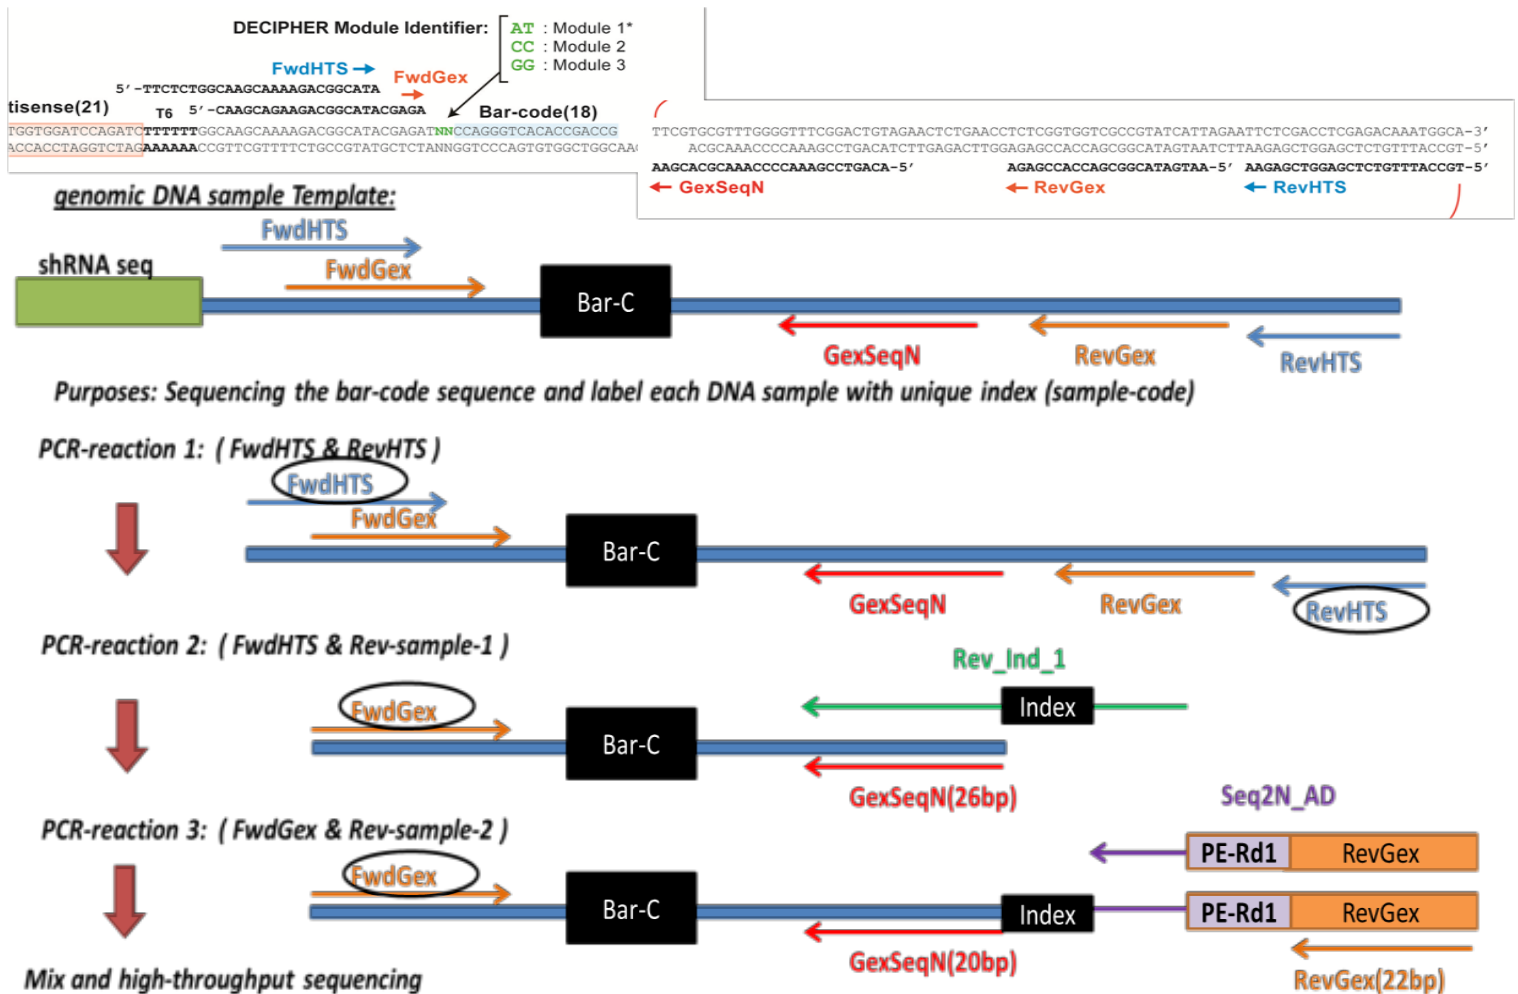 DECIPHER Module Identifier:
AT : Module 1*
CC : Module 2
GG : Module 3
FwdHTS
FwdGex
5'-TTCTCTGGCAAGCAAAAGACGGCATA
tisense(21)
T6
5'-CAAGCAGAAGACGGCATACGAGA
Bar-code(18)
TGGTGGATCCAGATCTTTTTTGGCAAGCAAAAGACGGCATACGAGATNNCCAGGGTCACACCGACCG
ACCACCTAGGTCTAGAAAAAACCGTTCGTTTTCTGCCGTATGCTCTANNGGTCCCAGTGTGGCTGGCAAG
TTCGTGCGTTTGGGGTTTCGGACTGTAGAACTCTGAACCTCTCGGTGGTCGCCGTATCATTAGAATTCTCGACCTCGAGACAAATGGCA-3'
ACGCAAACCCCAAAGCCTGACATCTTGAGACTTGGAGAGCCACCAGCGGCATAGTAATCTTAAGAGCTGGAGCTCTGTTTACCGT-5'
AAGCACGCAAACCCCAAAGCCTGACA-5'
AGAGCCACCAGCGGCATAGTAA-5'
AAGAGCTGGAGCTCTGTTTACCGT-5'
GexSeqN
RevGex
RevHTS
genomic DNA sample Template:
FwdHTS
shRNA seq
FwdGex
Bar-C
GexSeqN
RevGex
RevHTS
Purposes: Sequencing the bar-code sequence and label each DNA sample with unique index (sample-code)
PCR-reaction 1: ( FwdHTS & RevHTS )
FwdHTS
FwdGex
Bar-C
GexSeqN
RevGex
RevHTS
PCR-reaction 2: ( FwdHTS & Rev-sample-1 )
Rev_Ind_1
FwdGex
Index
Bar-C
GexSeqN(26bp)
Seq2N_AD
PCR-reaction 3: ( FwdGex & Rev-sample-2 )
PE-Rd1
RevGex
FwdGex
Bar-C
Index
PE-Rd1
RevGex
GexSeqN(20bp)
RevGex(22bp)
Mix and high-throughput sequencing